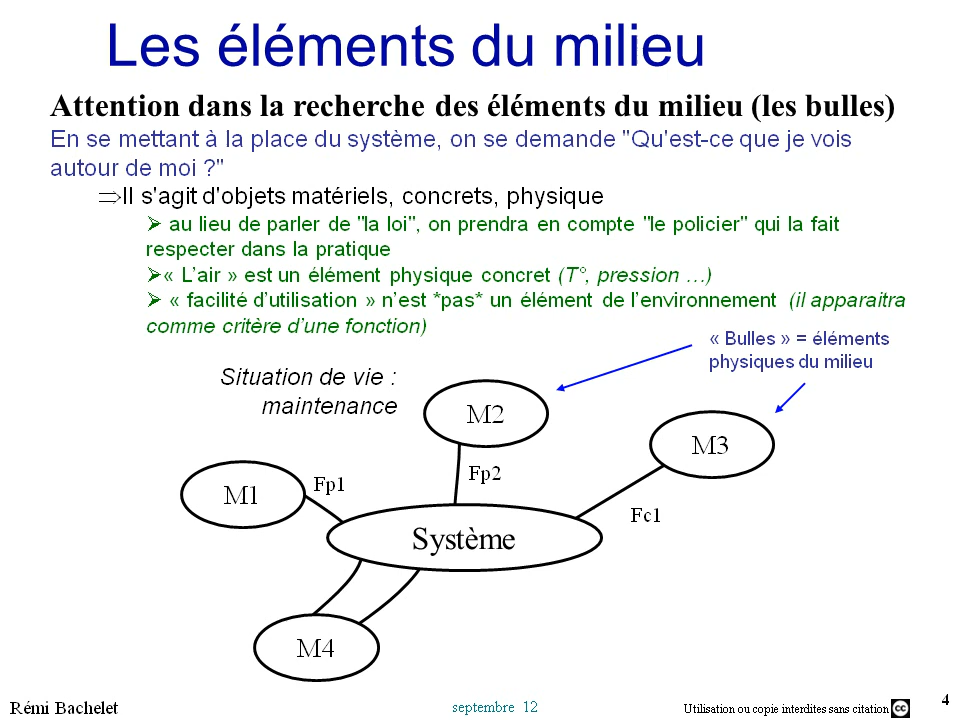 Les éléments du milieu
Attention dans la recherche des éléments du milieu (les bulles)
En se mettant à la place du système, on se demande "Qu'est-ce que je vois
autour de moi ?"
⇒Il s'agit d'objets matériels, concrets, physique
➢ au lieu de parler de "la loi", on prendra en compte "le policier" qui la fait
respecter dans la pratique
➢« L'air » est un élément physique concret (T°, pression …)
➢ « facilité d'utilisation » n'est *pas* un élément de l'environnement (il apparaitra
comme critère d'une fonction)
« Bulles » = éléments
physiques du milieu
Situation de vie :
maintenance
M2
M3
M1
Fp1
Fp2
Fc1
Système
M4
Rémi Bachelet
septembre 12
Utilisation ou copie interdites sans citation
cc
4